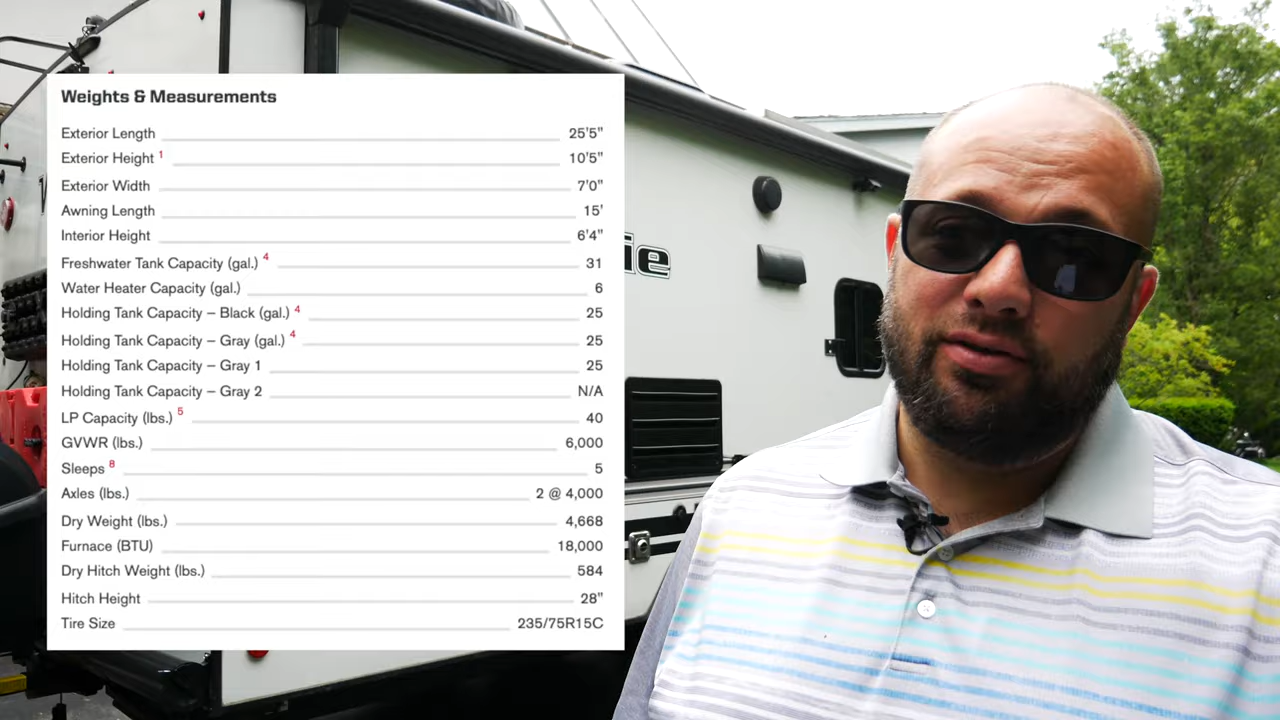 Weights & Measurements
Exterior Length 25'5"
Exterior Height 1 10'5"
Exterior Width 7'0"
Awning Length 15'
Interior Height 6'4"
Freshwater Tank Capacity (gal.) 4 31
Water Heater Capacity (gal.) 6
Holding Tank Capacity – Black (gal.) 4 25
Holding Tank Capacity – Gray (gal.) 4 25
Holding Tank Capacity – Gray 1 25
Holding Tank Capacity – Gray 2 N/A
LP Capacity (lbs.) 5 40
GVWR (lbs.) 6,000
Sleeps 8 5
Axles (lbs.) 2 @ 4,000
Dry Weight (lbs.) 4,668
Furnace (BTU) 18,000
Dry Hitch Weight (lbs.) 584
Hitch Height 28"
Tire Size 235/75R15C
ie